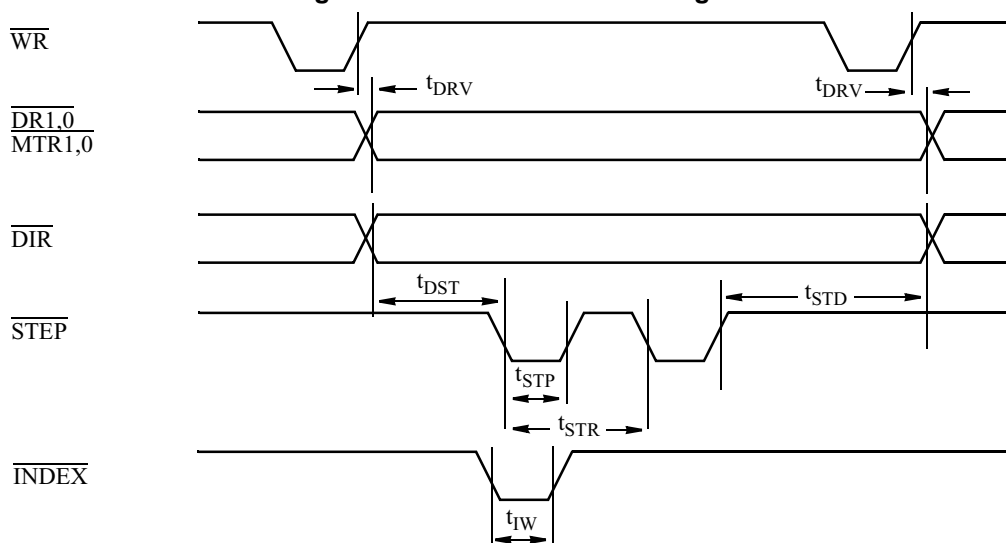 WR
tDRV
tDRV
DR1,0
MTR1,0
DIR
tDST
tSTD
STEP
tSTP
tSTR
INDEX
tIW